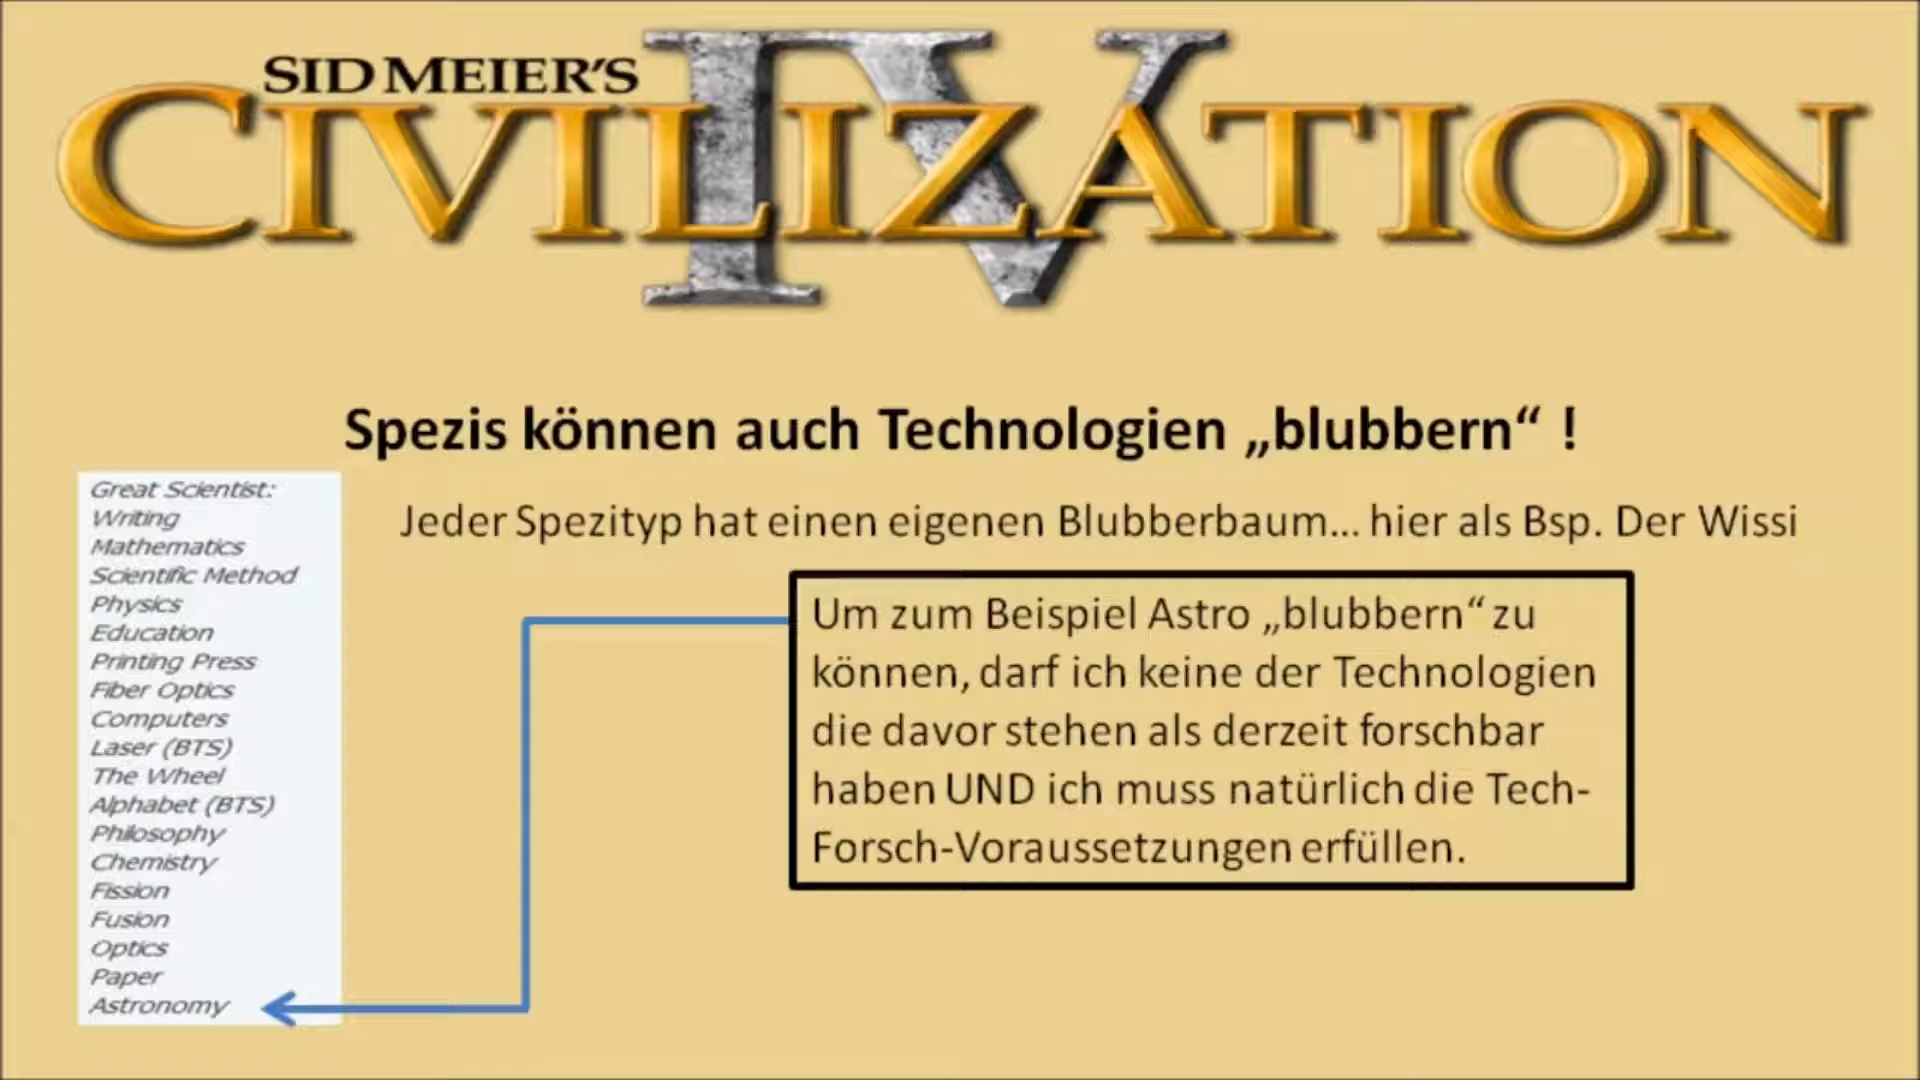 SID MEIER'S
CIVILIZATION
IV
Spezis können auch Technologien „blubbern“ !
Jeder Spezityp hat einen eigenen Blubberbaum... hier als Bsp. Der Wissi
Great Scientist:
Writing
Mathematics
Scientific Method
Physics
Education
Printing Press
Fiber Optics
Computers
Laser (BTS)
The Wheel
Alphabet (BTS)
Philosophy
Chemistry
Fission
Fusion
Optics
Paper
Astronomy
Um zum Beispiel Astro „blubbern“ zu
können, darf ich keine der Technologien
die davor stehen als derzeit forschbar
haben UND ich muss natürlich die Tech-
Forsch-Voraussetzungen erfüllen.